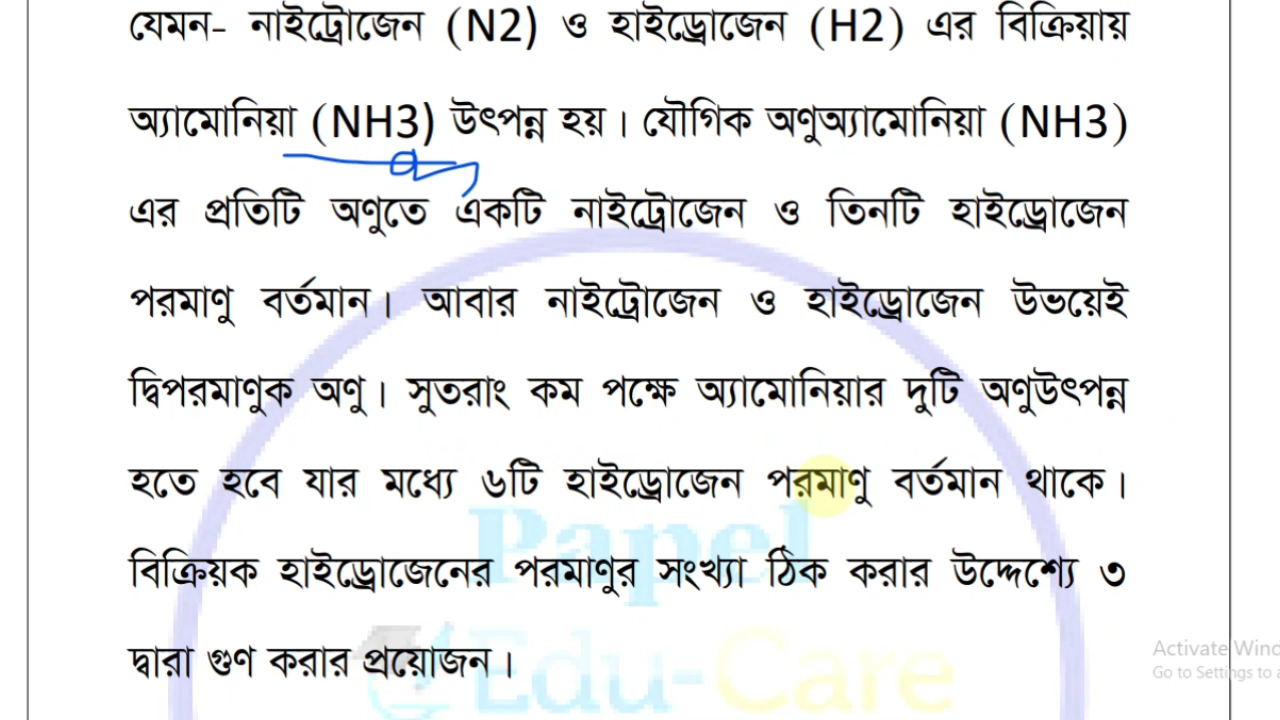 যেমন- নাইট্রোজেন (N2) ও হাইড্রোজেন (H2) এর বিক্রিয়ায়
অ্যামোনিয়া (NH3) উৎপন্ন হয়। যৌগিক অণুঅ্যামোনিয়া (NH3)
এর প্রতিটি অণুতে একটি নাইট্রোজেন ও তিনটি হাইড্রোজেন
পরমাণু বর্তমান। আবার নাইট্রোজেন ও হাইড্রোজেন উভয়েই
দ্বিপরমাণুক অণু। সুতরাং কম পক্ষে অ্যামোনিয়ার দুটি অণুউৎপন্ন
হতে হবে যার মধ্যে ৬টি হাইড্রোজেন পরমাণু বর্তমান থাকে।
বিক্রিয়ক হাইড্রোজেনের পরমাণুর সংখ্যা ঠিক করার উদ্দেশ্যে ৩
দ্বারা গুণ করার প্রয়োজন।
Papel
Edu-Care
Activate Wind
Go to Settings to a